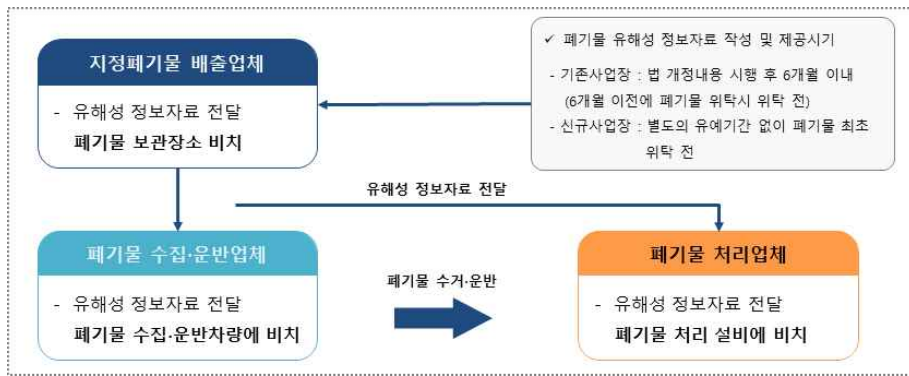 지정폐기물 배출업체
- 유해성 정보자료 전달
폐기물 보관장소 비치
✓ 폐기물 유해성 정보자료 작성 및 제공시기
- 기존사업장 : 법 개정내용 시행 후 6개월 이내
(6개월 이전에 폐기물 위탁시 위탁 전)
- 신규사업장 : 별도의 유예기간 없이 폐기물 최초
위탁 전
유해성 정보자료 전달
폐기물 수집·운반업체
- 유해성 정보자료 전달
폐기물 수집·운반차량에 비치
폐기물 수거·운반
폐기물 처리업체
- 유해성 정보자료 전달
폐기물 처리 설비에 비치